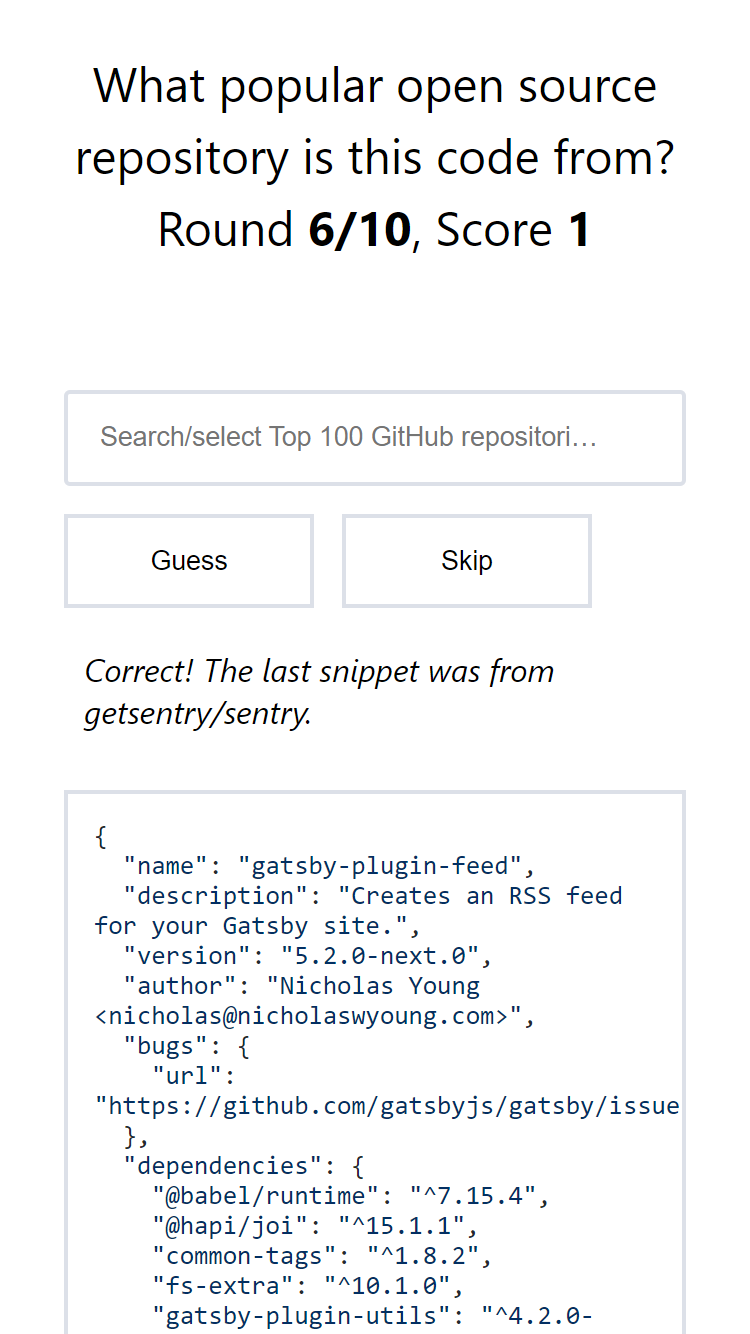 What popular open source
repository is this code from?
Round 6/10, Score 1
Search/select Top 100 GitHub repositori…
Guess
Skip
Correct! The last snippet was from
getsentry/sentry.
{
  "name": "gatsby-plugin-feed",
  "description": "Creates an RSS feed
for your Gatsby site.",
  "version": "5.2.0-next.0",
  "author": "Nicholas Young
<nicholas@nicholaswyoung.com>",
  "bugs": {
    "url":
"https://github.com/gatsbyjs/gatsby/issue
  },
  "dependencies": {
    "@babel/runtime": "^7.15.4",
    "@hapi/joi": "^15.1.1",
    "common-tags": "^1.8.2",
    "fs-extra": "^10.1.0",
    "gatsby-plugin-utils": "^4.2.0-